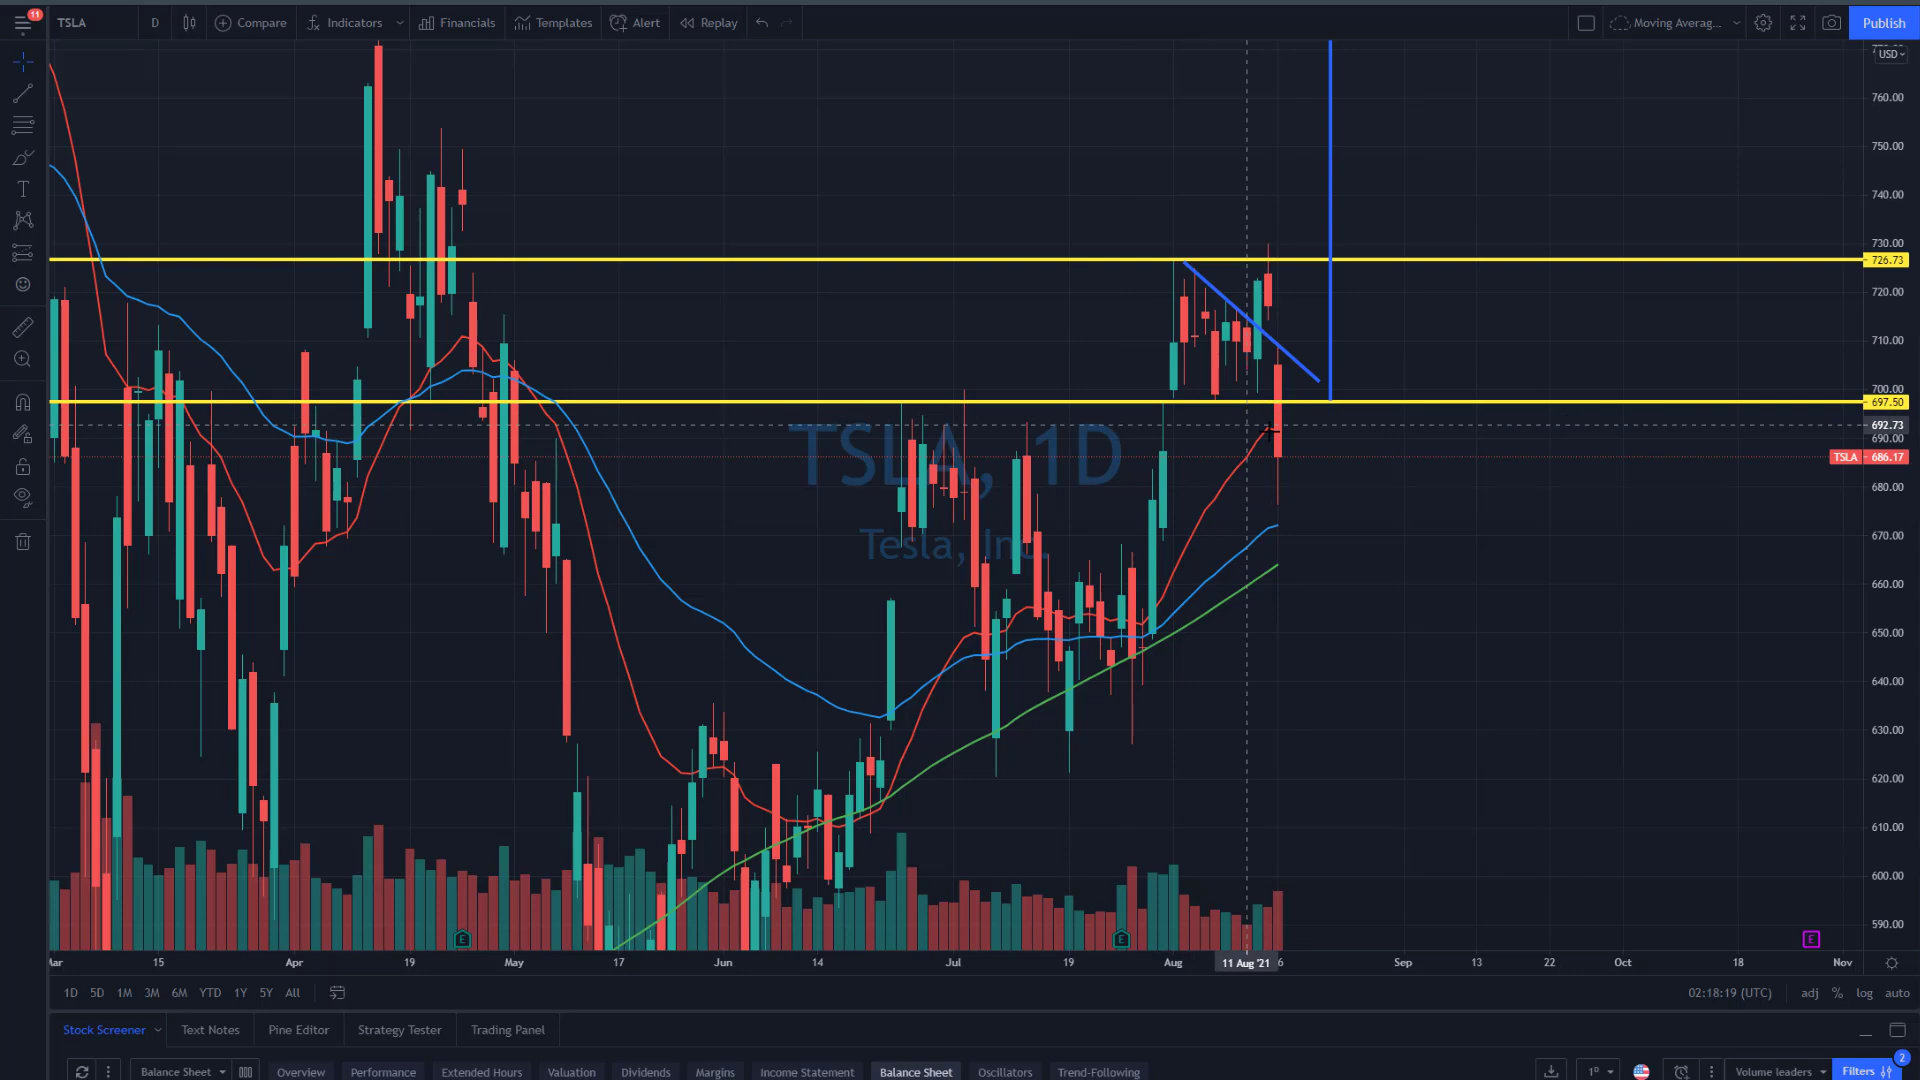 11
TSLA
D
Compare
Indicators
Financials
Templates
Alert
Replay
Moving Averag...
Publish
USD
760.00
750.00
740.00
730.00
726.73
720.00
710.00
700.00
697.50
692.73
690.00
TSLA 686.17
680.00
670.00
660.00
650.00
640.00
630.00
620.00
610.00
600.00
590.00
TSLA, 1D
Tesla, Inc.
E
E
E
15 Apr 19 May 17 Jun 14 Jul 19 Aug 11 Aug '21 6 Sep 13 22 Oct 18 Nov
1D 5D 1M 3M 6M YTD 1Y 5Y All
02:18:19 (UTC) adj % log auto
Stock Screener Text Notes Pine Editor Strategy Tester Trading Panel
2
Balance Sheet Overview Performance Extended Hours Valuation Dividends Margins Income Statement Balance Sheet Oscillators Trend-Following
1D
Volume leaders
Filters